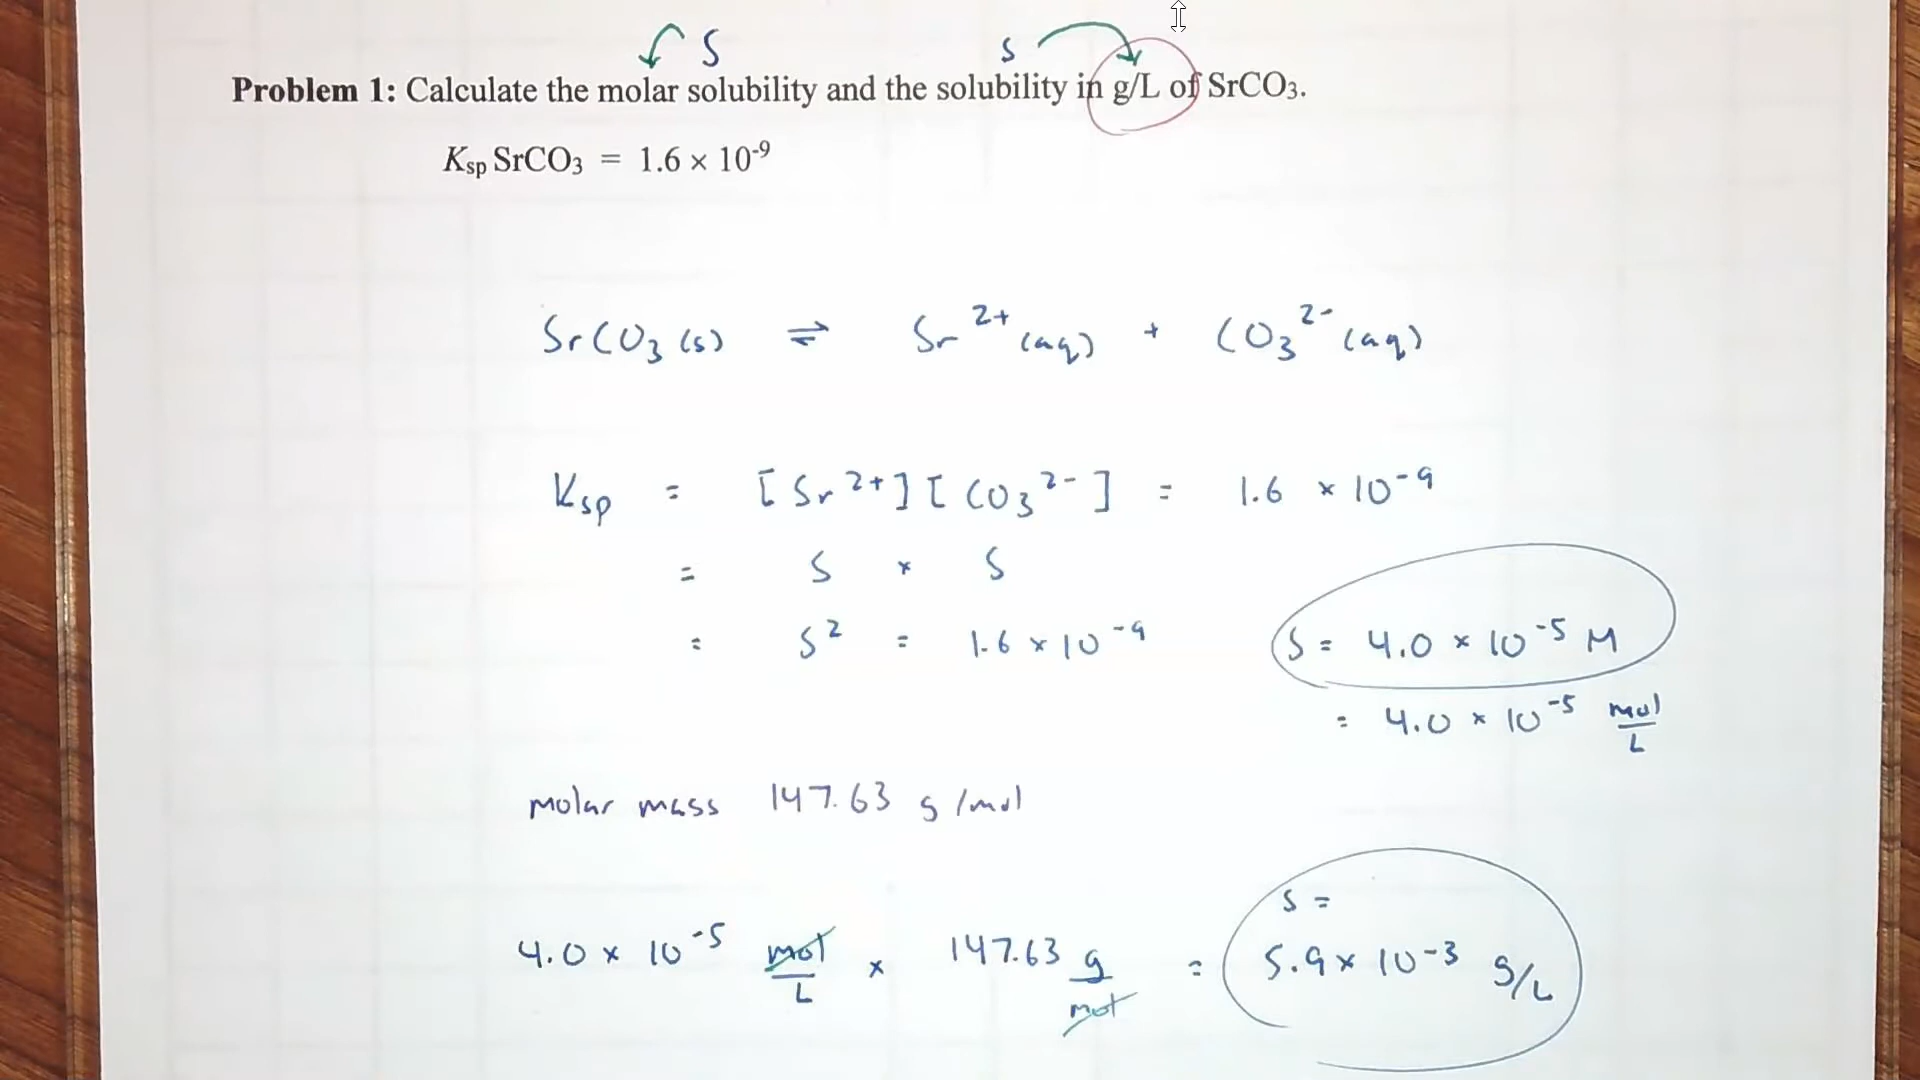 S S
Problem 1: Calculate the molar solubility and the solubility in g/L of SrCO₃.
Ksp SrCO₃ = 1.6 × 10⁻⁹
SrCO₃ (s) ⇌ Sr²⁺ (aq) + CO₃²⁻ (aq)
Ksp = [Sr²⁺][CO₃²⁻] = 1.6 × 10⁻⁹
= S × S
= S² = 1.6 × 10⁻⁹ S = 4.0 × 10⁻⁵ M
= 4.0 × 10⁻⁵ mol/L
molar mass 147.63 g/mol
4.0 × 10⁻⁵ mol/L × 147.63 g/mol = S = 5.9 × 10⁻³ g/L